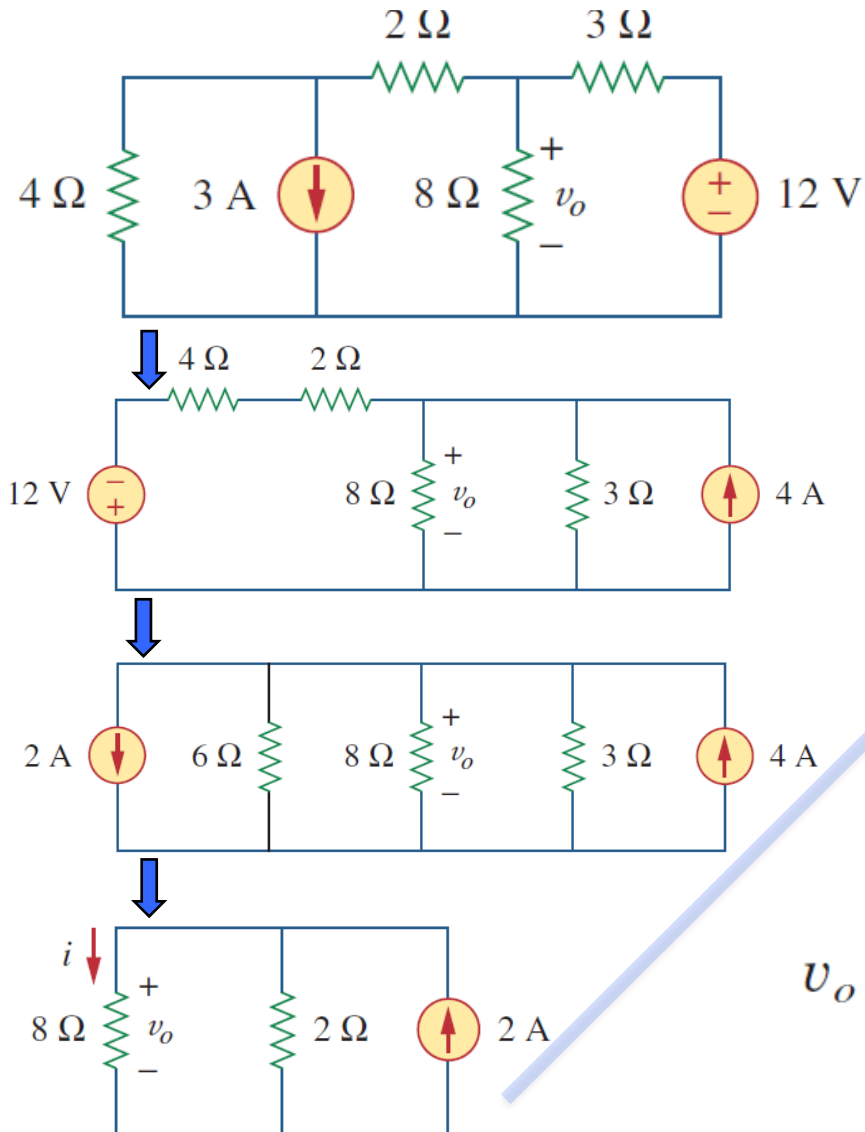 2 Ω 3 Ω
4 Ω 3 A 8 Ω + v_o − + − 12 V
4 Ω 2 Ω
12 V − + 8 Ω + v_o − 3 Ω 4 A
2 A 6 Ω 8 Ω + v_o − 3 Ω 4 A
i
8 Ω + v_o − 2 Ω 2 A
v_o